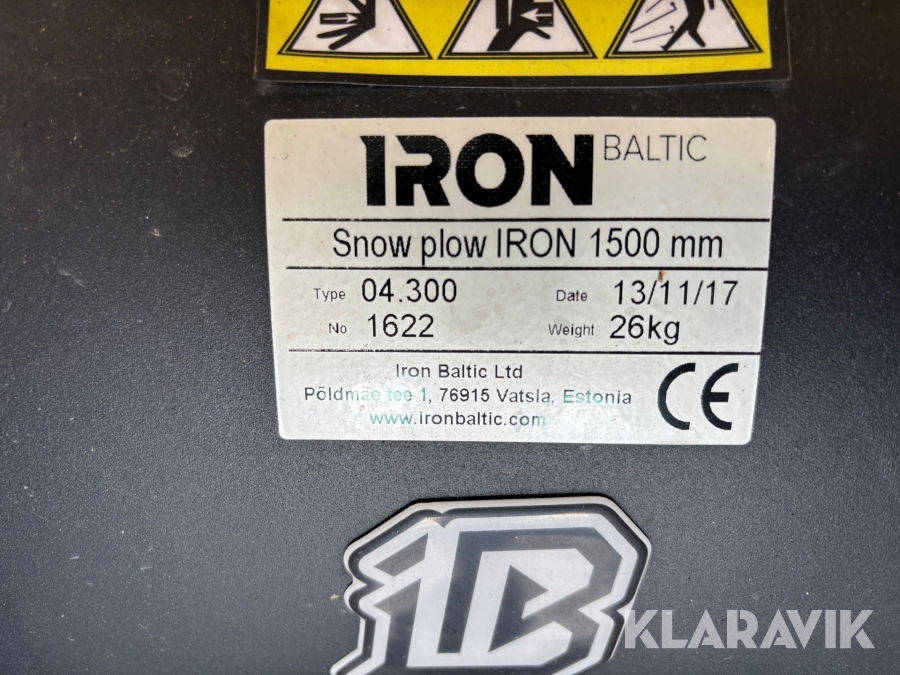 IRON BALTIC
Snow plow IRON 1500 mm
Type 04.300 Date 13/11/17
No 1622 Weight 26kg
Iron Baltic Ltd
Põldmäe tee 1, 76915 Vatsla, Estonia
www.ironbaltic.com
CE
IB
KLARAVIK